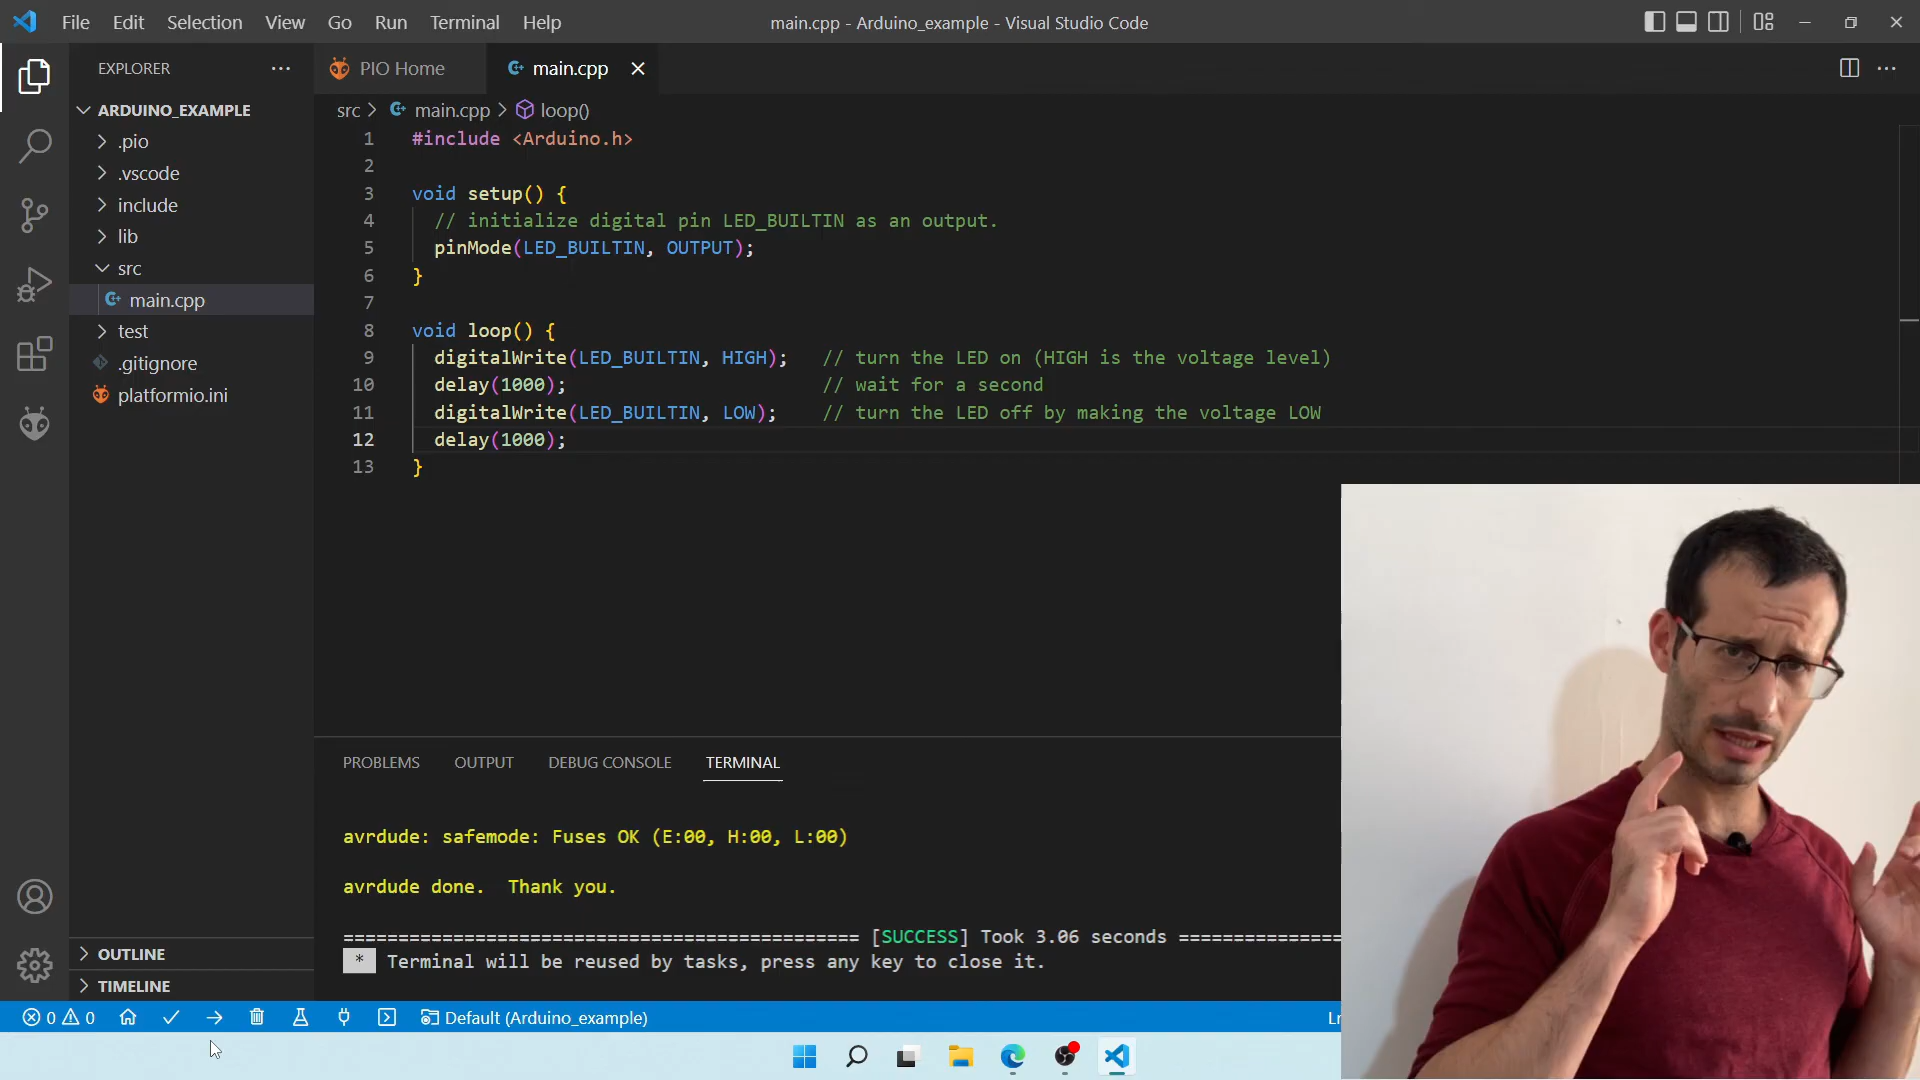 File Edit Selection View Go Run Terminal Help
main.cpp - Arduino_example - Visual Studio Code
EXPLORER
PIO Home
main.cpp
ARDUINO_EXAMPLE
.pio
.vscode
include
lib
src
main.cpp
test
.gitignore
platformio.ini
OUTLINE
TIMELINE
src > main.cpp > loop()
1 #include <Arduino.h>
2
3 void setup() {
4 // initialize digital pin LED_BUILTIN as an output.
5 pinMode(LED_BUILTIN, OUTPUT);
6 }
7
8 void loop() {
9 digitalWrite(LED_BUILTIN, HIGH); // turn the LED on (HIGH is the voltage level)
10 delay(1000); // wait for a second
11 digitalWrite(LED_BUILTIN, LOW); // turn the LED off by making the voltage LOW
12 delay(1000);
13 }
PROBLEMS OUTPUT DEBUG CONSOLE TERMINAL
avrdude: safemode: Fuses OK (E:00, H:00, L:00)
avrdude done. Thank you.
============================================== [SUCCESS] Took 3.06 seconds ===============
* Terminal will be reused by tasks, press any key to close it.
0 0 Default (Arduino_example)